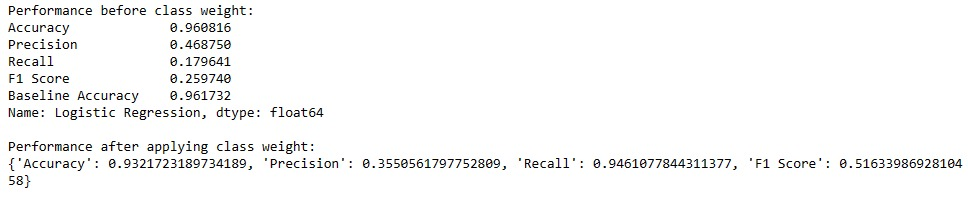 Performance before class weight:
Accuracy             0.960816
Precision            0.468750
Recall               0.179641
F1 Score             0.259740
Baseline Accuracy    0.961732
Name: Logistic Regression, dtype: float64

Performance after applying class weight:
{'Accuracy': 0.9321723189734189, 'Precision': 0.3550561797752809, 'Recall': 0.9461077844311377, 'F1 Score': 0.51633986928104
58}